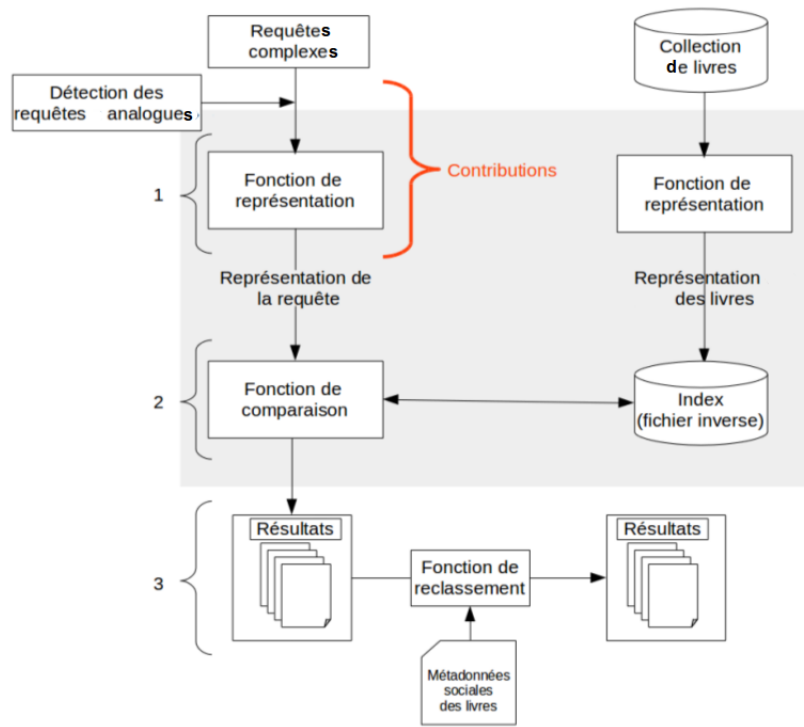 Requêtes
complexes
Collection
de livres
Détection des
requêtes analogues
Contributions
1
Fonction de
représentation
Fonction de
représentation
Représentation de
la requête
Représentation
des livres
2
Fonction de
comparaison
Index
(fichier inverse)
3
Résultats
Fonction de
reclassement
Résultats
Métadonnées
sociales
des livres